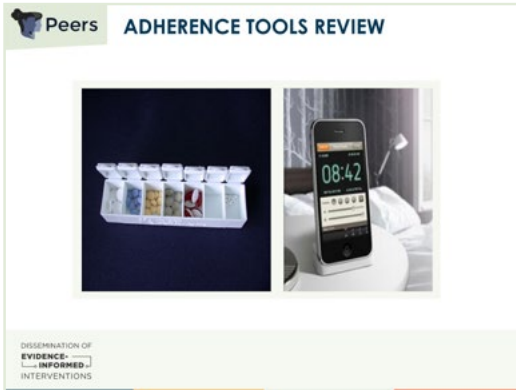 Peers
ADHERENCE TOOLS REVIEW
08:42
DISSEMINATION OF
EVIDENCE-
INFORMED
INTERVENTIONS